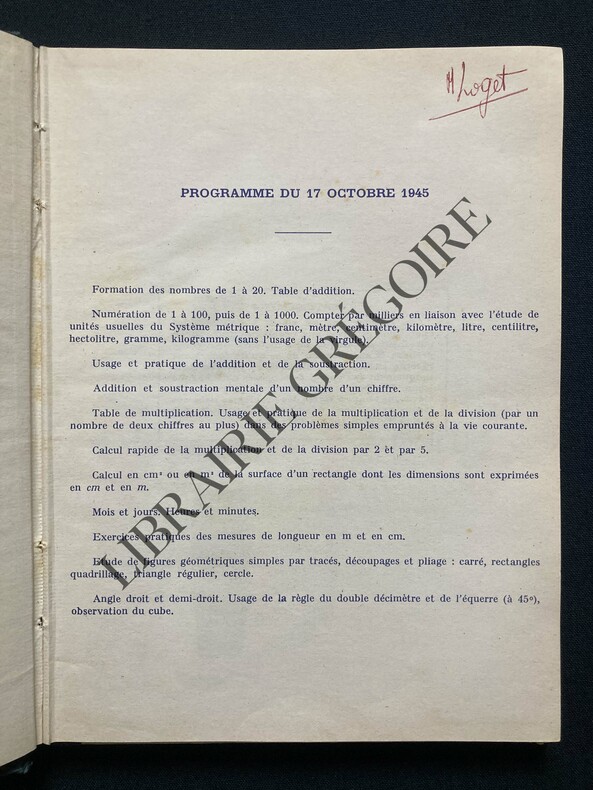 H Loget
PROGRAMME DU 17 OCTOBRE 1945
Formation des nombres de 1 à 20. Table d'addition.
Numération de 1 à 100, puis de 1 à 1000. Compter par milliers en liaison avec l'étude de
unités usuelles du Système métrique : franc, mètre, centimètre, kilomètre, litre, centilitre,
hectolitre, gramme, kilogramme (sans l'usage de la virgule).
Usage et pratique de l'addition et de la soustraction.
Addition et soustraction mentale d'un nombre d'un chiffre.
Table de multiplication. Usage et pratique de la multiplication et de la division (par un
nombre de deux chiffres au plus) dans des problèmes simples empruntés à la vie courante.
Calcul rapide de la multiplication et de la division par 2 et par 5.
Calcul en cm² ou en m² de la surface d'un rectangle dont les dimensions sont exprimées
en cm et en m.
Mois et jours. Heures et minutes.
Exercices pratiques des mesures de longueur en m et en cm.
Etude de figures géométriques simples par tracés, découpages et pliage : carré, rectangles
quadrillage, triangle régulier, cercle.
Angle droit et demi-droit. Usage de la règle du double décimètre et de l'équerre (à 45º),
observation du cube.
LIBRAIRIE GRÉGOIRE